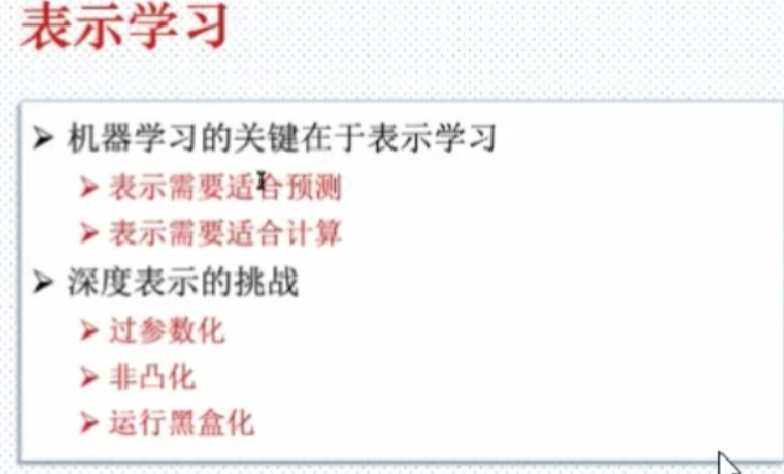 表示学习
机器学习的关键在于表示学习
表示需要适合预测
表示需要适合计算
深度表示的挑战
过参数化
非凸化
运行黑盒化